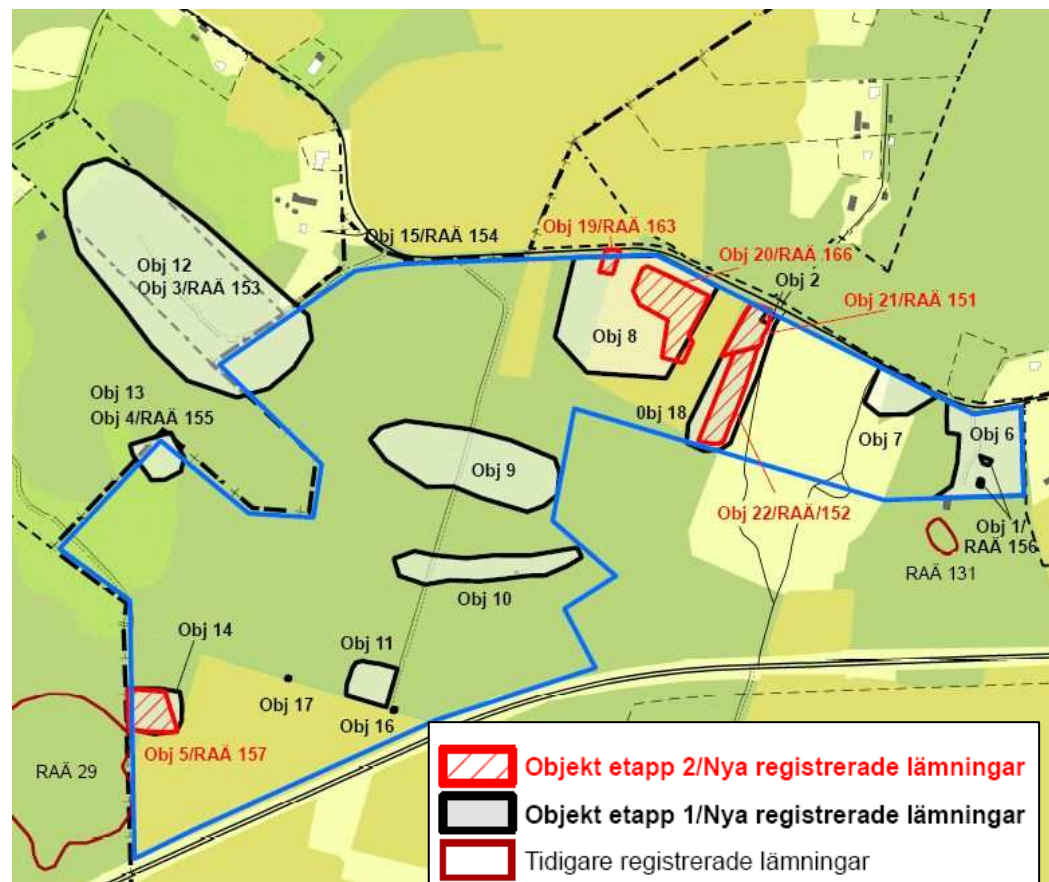 Obj 19/RAÄ 163
Obj 15/RAÄ 154
Obj 20/RAÄ 166
Obj 12
Obj 3/RAÄ 153
Obj 2
Obj 21/RAÄ 151
Obj 8
Obj 13
Obj 4/RAÄ 155
0bj 18
Obj 7
Obj 6
Obj 9
Obj 22/RAÄ/152
Obj 1/
RAÄ 156
RAÄ 131
Obj 10
Obj 14
Obj 11
Obj 17
Obj 16
Obj 5/RAÄ 157
RAÄ 29
Objekt etapp 2/Nya registrerade lämningar
Objekt etapp 1/Nya registrerade lämningar
Tidigare registrerade lämningar